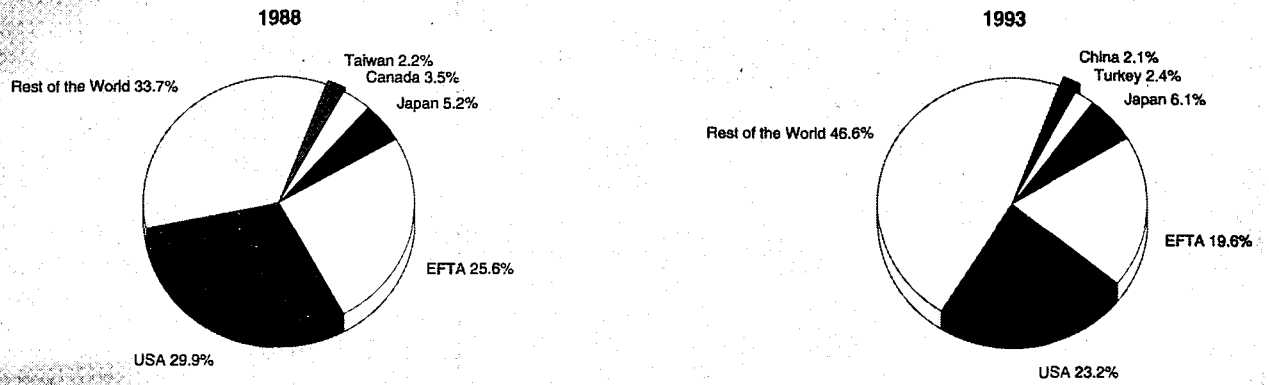 1988
Taiwan 2.2%
Canada 3.5%
Japan 5.2%
Rest of the World 33.7%
EFTA 25.6%
USA 29.9%
1993
China 2.1%
Turkey 2.4%
Japan 6.1%
Rest of the World 46.6%
EFTA 19.6%
USA 23.2%